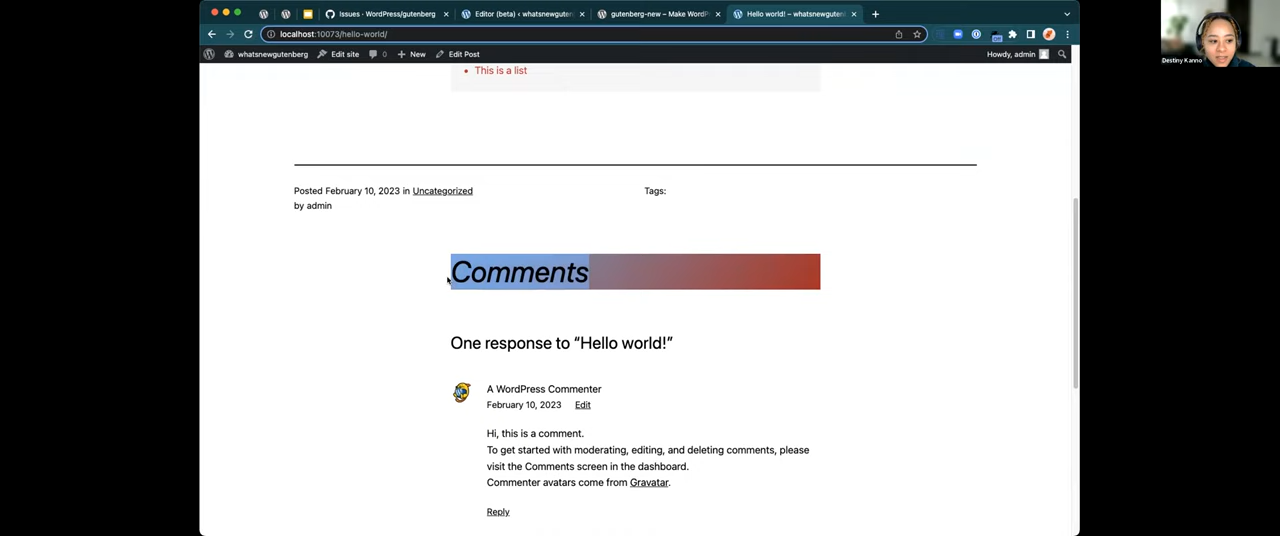 Issues · WordPress/gutenberg
Editor (beta) ‹ whatsnewguten
gutenberg-new – Make WordP
Hello world! – whatsnewguten
localhost:10073/hello-world/
whatsnewgutenberg
Edit site
0
New
Edit Post
Howdy, admin
Destiny Kanno
This is a list
Posted February 10, 2023 in Uncategorized
by admin
Tags:
Comments
One response to “Hello world!”
A WordPress Commenter
February 10, 2023 Edit
Hi, this is a comment.
To get started with moderating, editing, and deleting comments, please
visit the Comments screen in the dashboard.
Commenter avatars come from Gravatar.
Reply